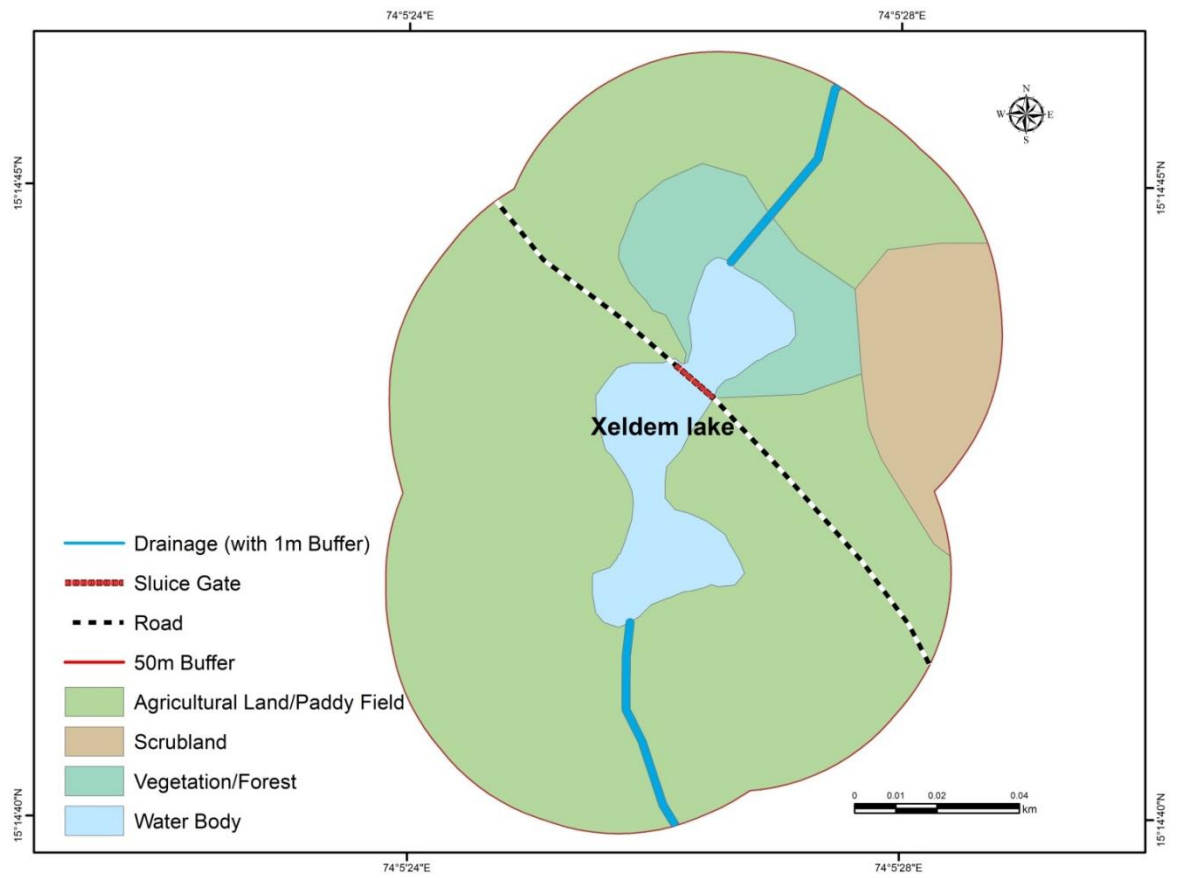 74°5'24"E
74°5'28"E
N
W E
S
15°14'45"N
15°14'45"N
Xeldem lake
Drainage (with 1m Buffer)
Sluice Gate
Road
50m Buffer
Agricultural Land/Paddy Field
Scrubland
Vegetation/Forest
Water Body
0 0.01 0.02 0.04
km
15°14'40"N
15°14'40"N
74°5'24"E
74°5'28"E